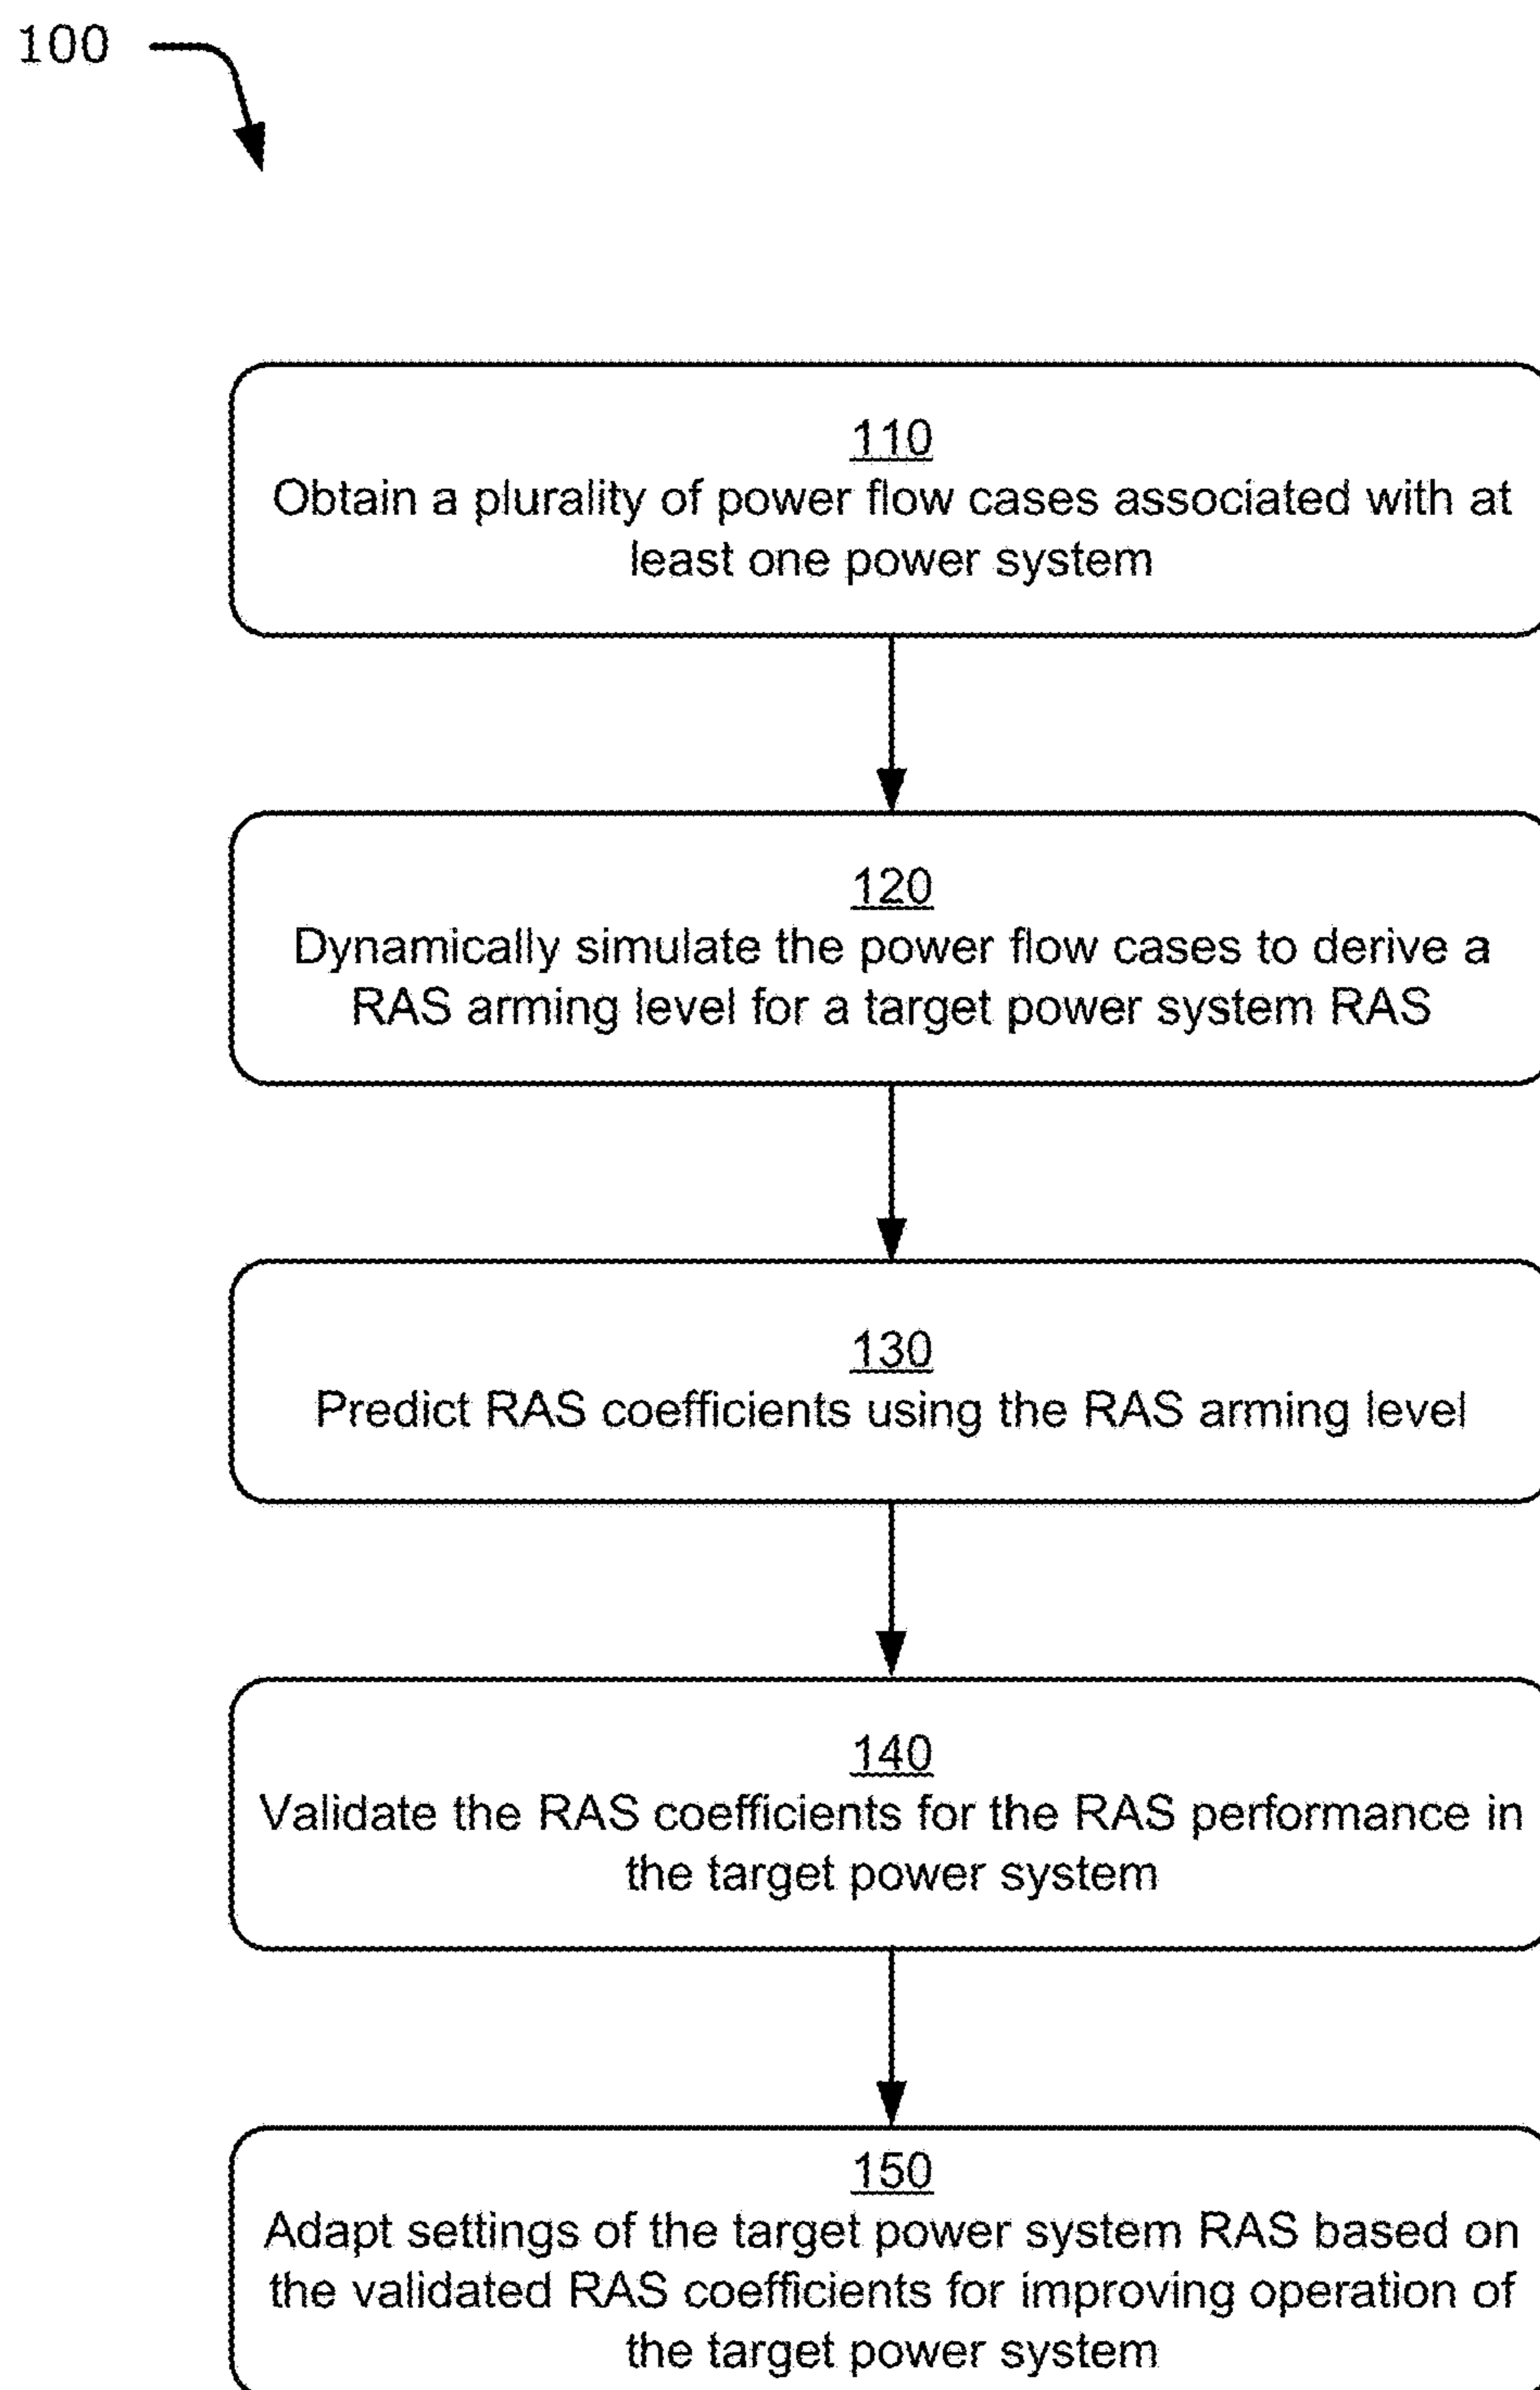 100
110
Obtain a plurality of power flow cases associated with at
least one power system
120
Dynamically simulate the power flow cases to derive a
RAS arming level for a target power system RAS
130
Predict RAS coefficients using the RAS arming level
140
Validate the RAS coefficients for the RAS performance in
the target power system
150
Adapt settings of the target power system RAS based on
the validated RAS coefficients for improving operation of
the target power system